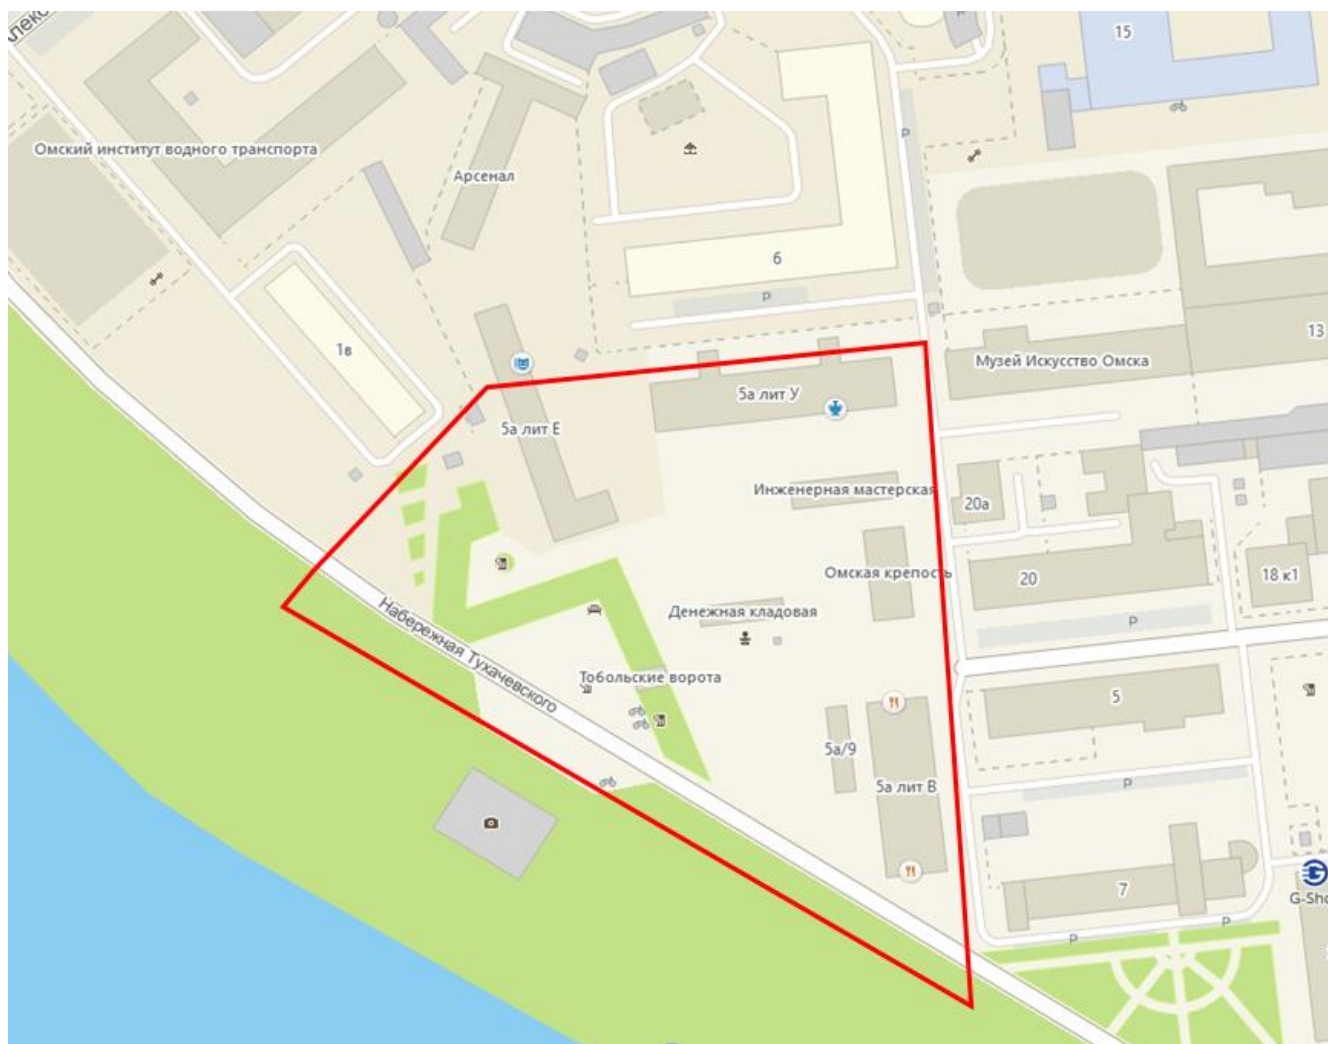 15
P
Р
Омский институт водного транспорта
Арсенал
6
P
1в
13
Музей Искусство Омска
5а лит У
5а лит Е
Инженерная мастерская
20а
Омская крепость
20
18 к1
Денежная кладовая
P
Набережная Тухачевского
Тобольские ворота
5
5а/9
5а лит В
P
7
P
P